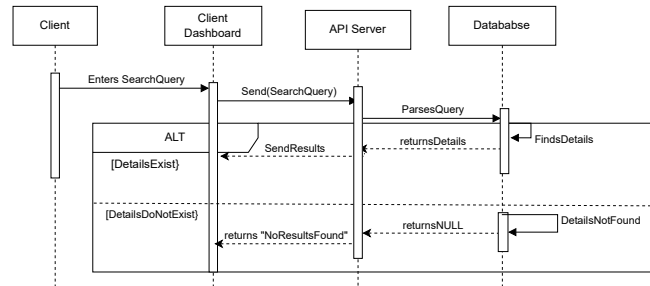 Client
Client
Dashboard
API Server
Datababse
Enters SearchQuery
Send(SearchQuery)
ParsesQuery
ALT
FindsDetails
returnsDetails
SendResults
[DetailsExist}
[DetailsDoNotExist}
DetailsNotFound
returnsNULL
returns "NoResultsFound"